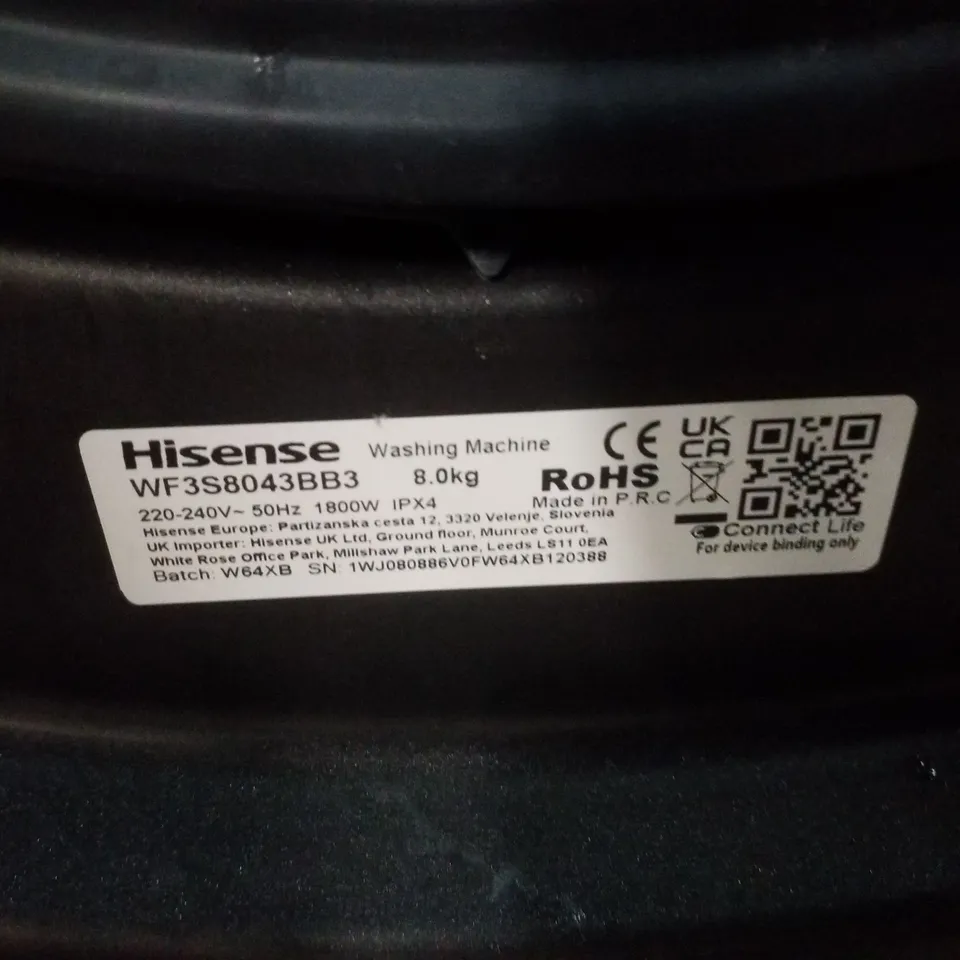 Hisense Washing Machine
WF3S8043BB3 8.0kg
220-240V~ 50Hz 1800W IPX4
Hisense Europe: Partizanska cesta 12, 3320 Velenje, Slovenia
UK Importer: Hisense UK Ltd, Ground floor, Munroe Court,
White Rose Office Park, Millshaw Park Lane, Leeds LS11 0EA
Batch: W64XB SN: 1WJ080886V0FW64XB120388
CE
RoHS
Made in P.R.C
UK
CA
Connect Life
For device binding only